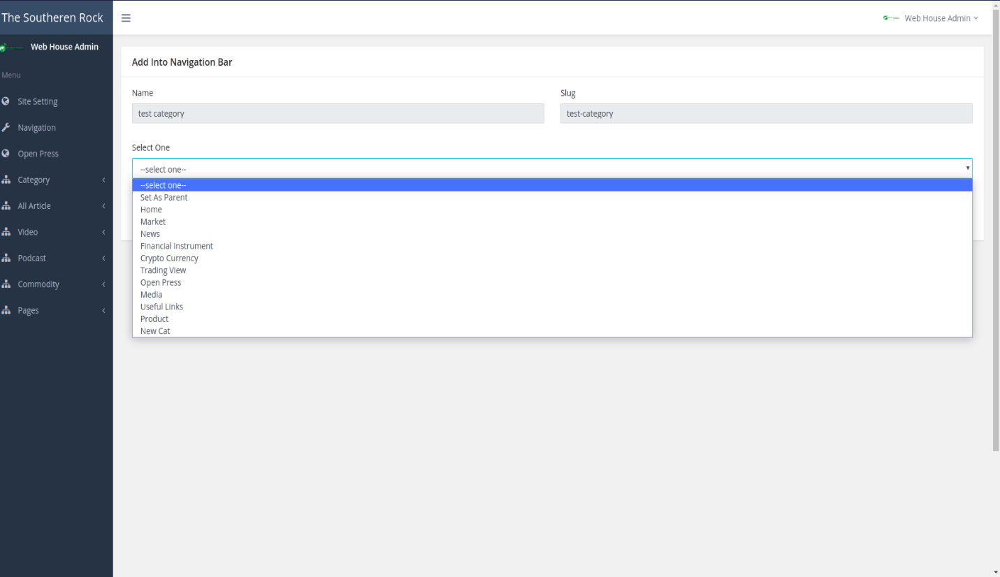 The Southeren Rock
Web House Admin
Web House Admin
Menu
Site Setting
Navigation
Open Press
Category
All Article
Video
Podcast
Commodity
Pages
Add Into Navigation Bar
Name
Slug
test category
test-category
Select One
--select one--
--select one--
Set As Parent
Home
Market
News
Financial Instrument
Crypto Currency
Trading View
Open Press
Media
Useful Links
Product
New Cat